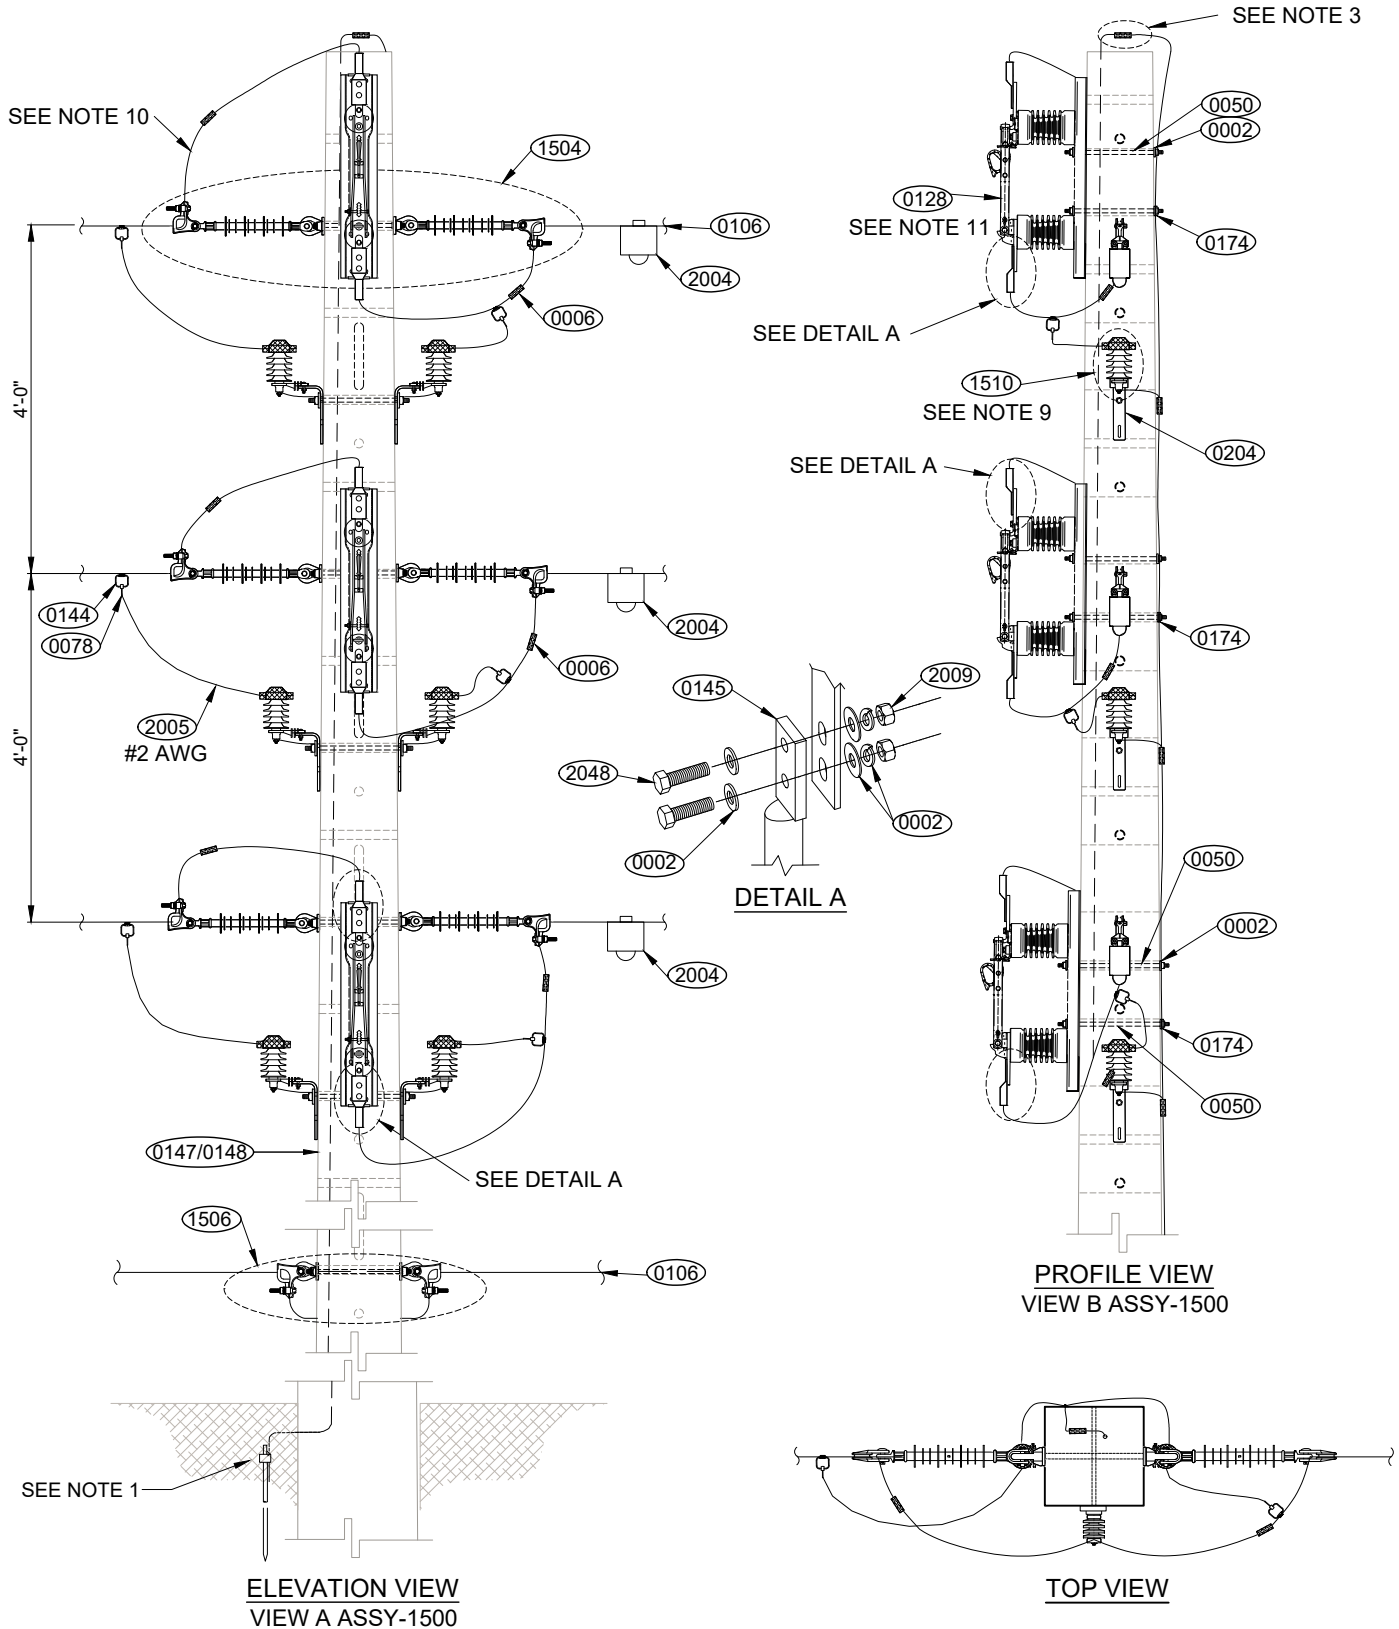 SEE NOTE 3
SEE NOTE 10
1504
0106
2004
0006
4'-0"
0050
0002
0128
SEE NOTE 11
0174
SEE DETAIL A
1510
SEE NOTE 9
0204
SEE DETAIL A
0144
0078
2005
#2 AWG
2004
0006
4'-0"
0174
0145
2009
2048
0002
0002
DETAIL A
2004
0050
0002
0174
0050
0147/0148
SEE DETAIL A
1506
0106
PROFILE VIEW
VIEW B ASSY-1500
SEE NOTE 1
ELEVATION VIEW
VIEW A ASSY-1500
TOP VIEW